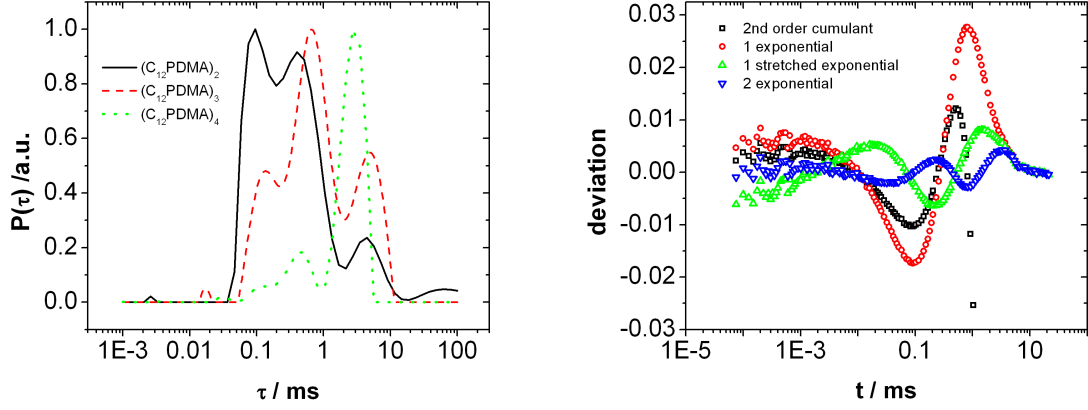 P(τ) /a.u.
1.0
0.8
0.6
0.4
0.2
0.0
(C₁₂PDMA)₂
(C₁₂PDMA)₃
(C₁₂PDMA)₄
1E-3 0.01 0.1 1 10 100
τ / ms
deviation
0.03
0.02
0.01
0.00
-0.01
-0.02
-0.03
2nd order cumulant
1 exponential
1 stretched exponential
2 exponential
1E-5 1E-3 0.1 10
t / ms